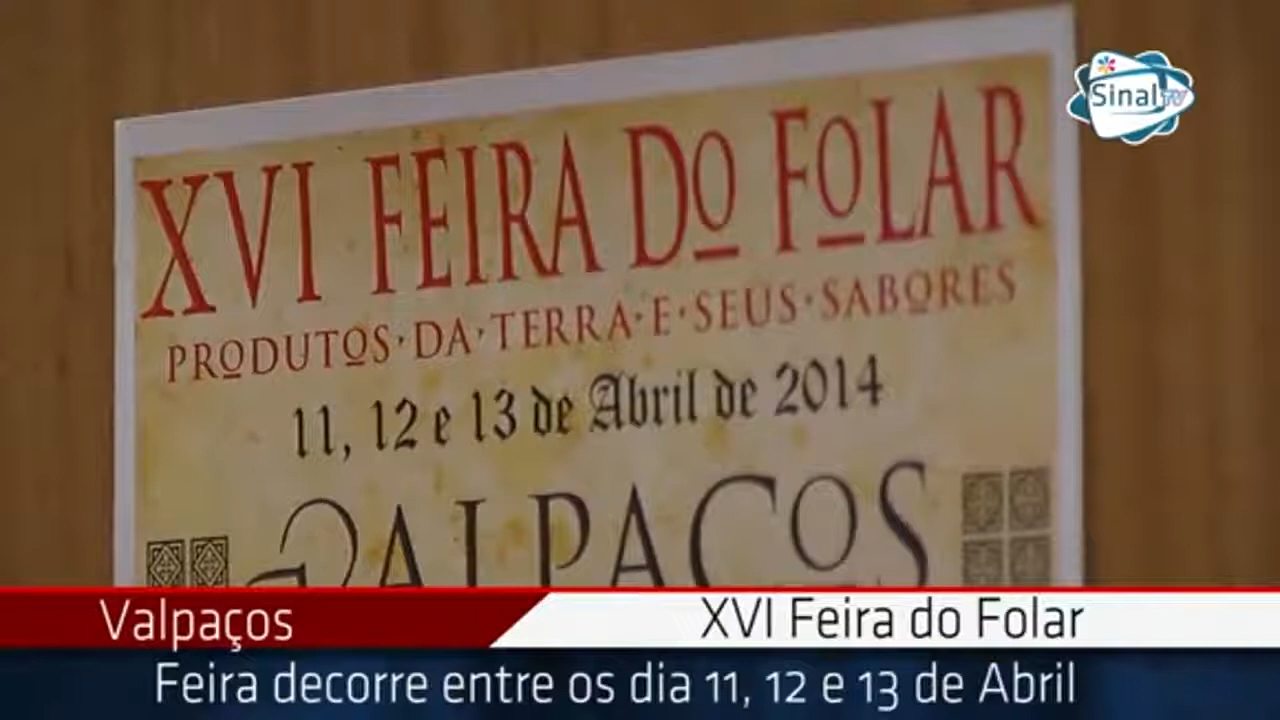 Sinal TV
XVI FEIRA DO FOLAR
PRODUTOS·DA·TERRA·E·SEUS·SABORES
11, 12 e 13 de Abril de 2014
VALPAÇOS
Valpaços
XVI Feira do Folar
Feira decorre entre os dia 11, 12 e 13 de Abril